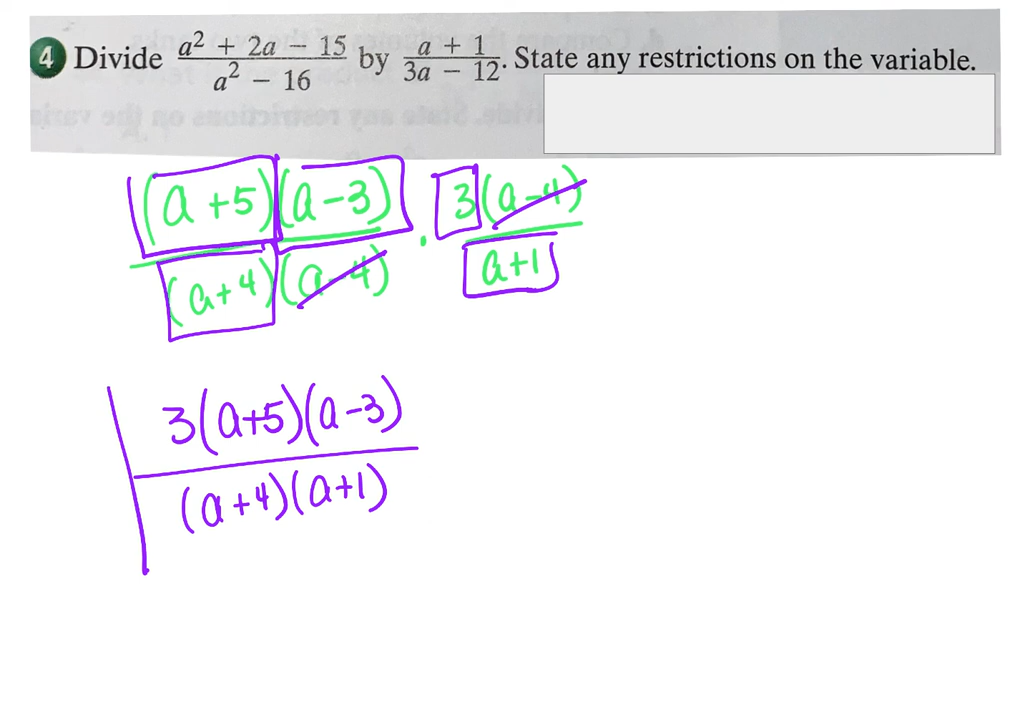 4 Divide (a² + 2a − 15)/(a² − 16) by (a + 1)/(3a − 12). State any restrictions on the variable.
(a+5)(a-3)/(a+4)(a-4) · 3(a-4)/a+1
3(a+5)(a-3)
(a+4)(a+1)